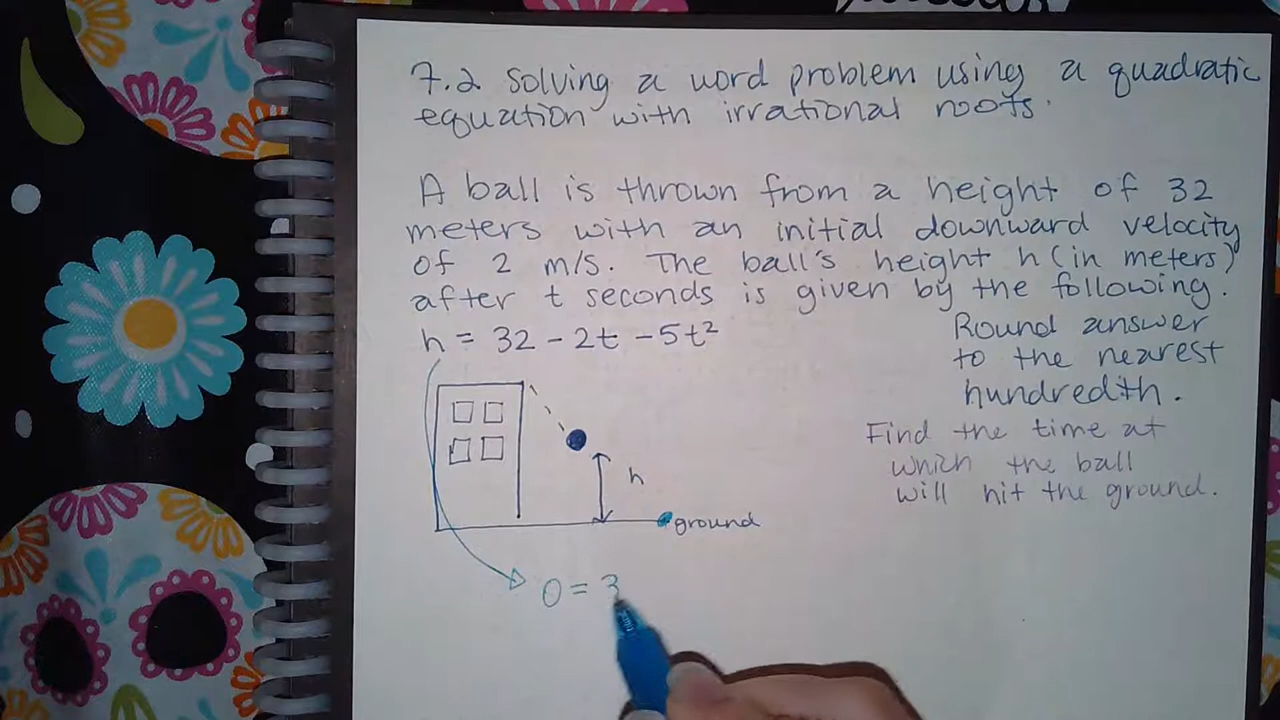 7.2 solving a word problem using a quadratic
equation with irrational roots.
A ball is thrown from a height of 32
meters with an initial downward velocity
of 2 m/s. The ball's height h (in meters)
after t seconds is given by the following.
h = 32 - 2t - 5t²
Round answer
to the nearest
hundredth.
Find the time at
which the ball
will hit the ground.
h
ground
0 = 3